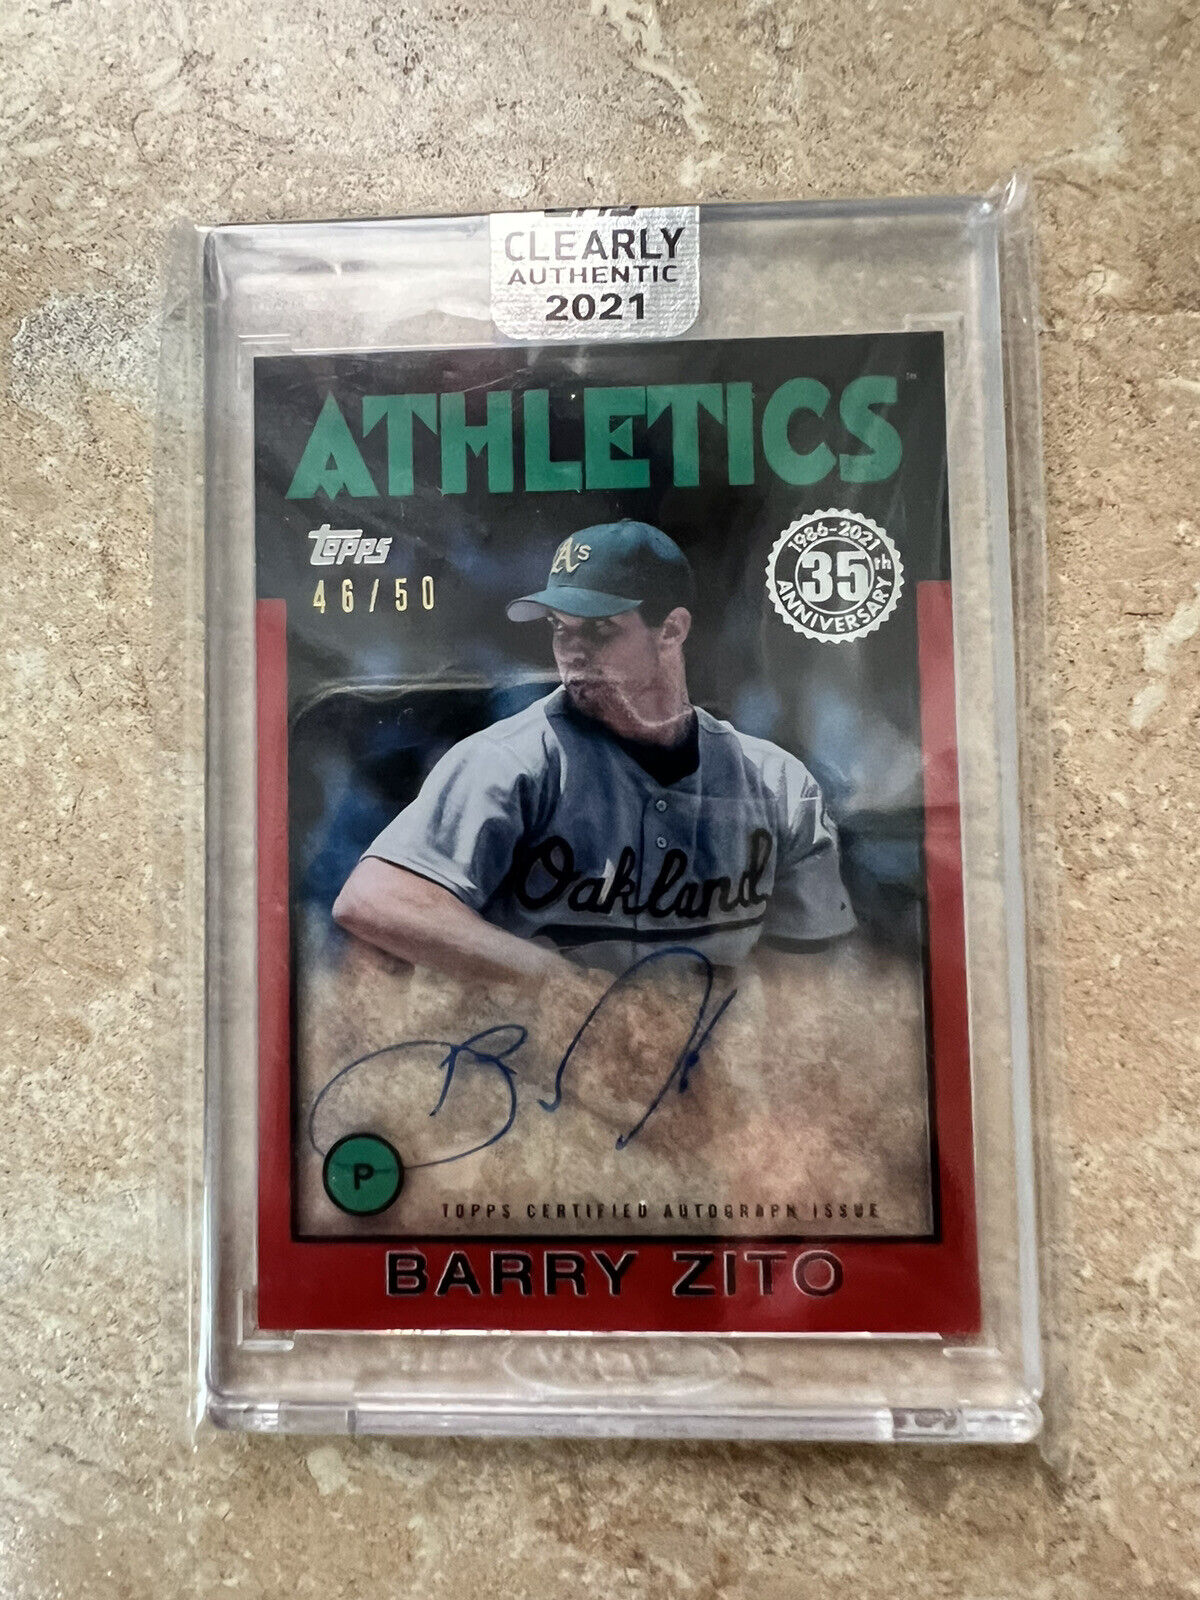 CLEARLY
AUTHENTIC
2021
ATHLETICS
Topps
46/50
1986-2021
35th
ANNIVERSARY
A's
Oakland
P
TOPPS CERTIFIED AUTOGRAPH ISSUE
BARRY ZITO